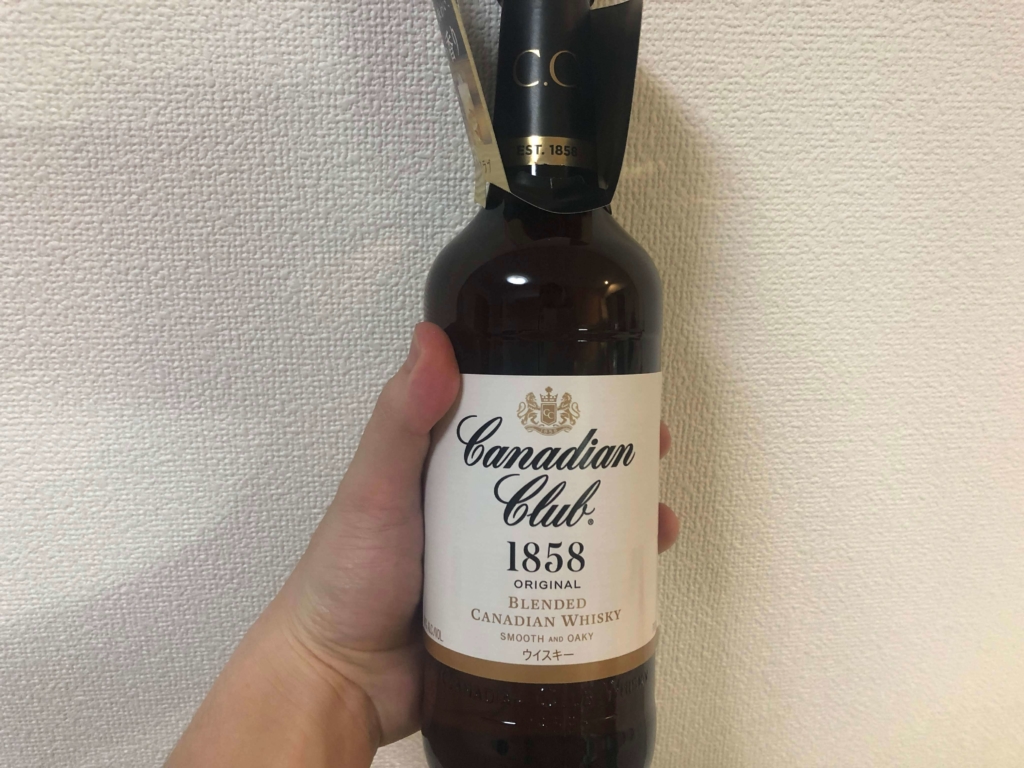 C.C
EST. 1858
Canadian
Club
1858
ORIGINAL
BLENDED
CANADIAN WHISKY
SMOOTH AND OAKY
ウイスキー